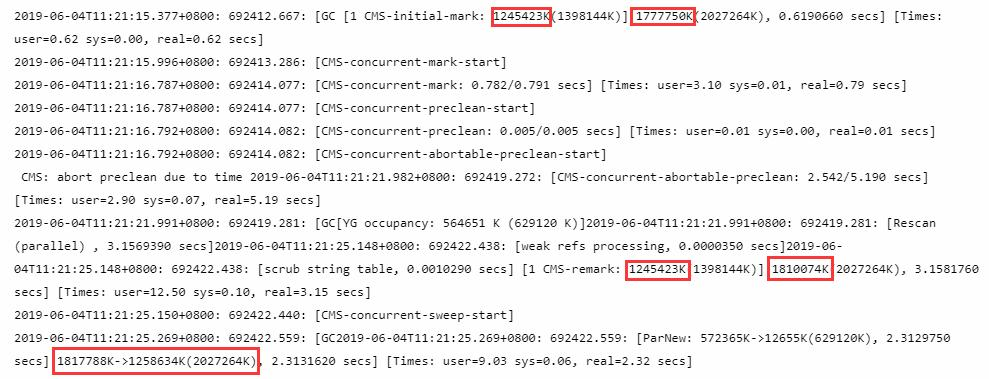 2019-06-04T11:21:15.377+0800: 692412.667: [GC [1 CMS-initial-mark: 1245423K(1398144K)] 1777750K(2027264K), 0.6190660 secs] [Times:
user=0.62 sys=0.00, real=0.62 secs]
2019-06-04T11:21:15.996+0800: 692413.286: [CMS-concurrent-mark-start]
2019-06-04T11:21:16.787+0800: 692414.077: [CMS-concurrent-mark: 0.782/0.791 secs] [Times: user=3.10 sys=0.01, real=0.79 secs]
2019-06-04T11:21:16.787+0800: 692414.077: [CMS-concurrent-preclean-start]
2019-06-04T11:21:16.792+0800: 692414.082: [CMS-concurrent-preclean: 0.005/0.005 secs] [Times: user=0.01 sys=0.00, real=0.01 secs]
2019-06-04T11:21:16.792+0800: 692414.082: [CMS-concurrent-abortable-preclean-start]
CMS: abort preclean due to time 2019-06-04T11:21:21.982+0800: 692419.272: [CMS-concurrent-abortable-preclean: 2.542/5.190 secs]
[Times: user=2.90 sys=0.07, real=5.19 secs]
2019-06-04T11:21:21.991+0800: 692419.281: [GC[YG occupancy: 564651 K (629120 K)]2019-06-04T11:21:21.991+0800: 692419.281: [Rescan
(parallel) , 3.1569390 secs]2019-06-04T11:21:25.148+0800: 692422.438: [weak refs processing, 0.0000350 secs]2019-06-
04T11:21:25.148+0800: 692422.438: [scrub string table, 0.0010290 secs] [1 CMS-remark: 1245423K(1398144K)] 1810074K(2027264K), 3.1581760
secs] [Times: user=12.50 sys=0.10, real=3.15 secs]
2019-06-04T11:21:25.150+0800: 692422.440: [CMS-concurrent-sweep-start]
2019-06-04T11:21:25.269+0800: 692422.559: [GC2019-06-04T11:21:25.269+0800: 692422.559: [ParNew: 572365K->12655K(629120K), 2.3129750
secs] 1817788K->1258634K(2027264K), 2.3131620 secs] [Times: user=9.03 sys=0.06, real=2.32 secs]